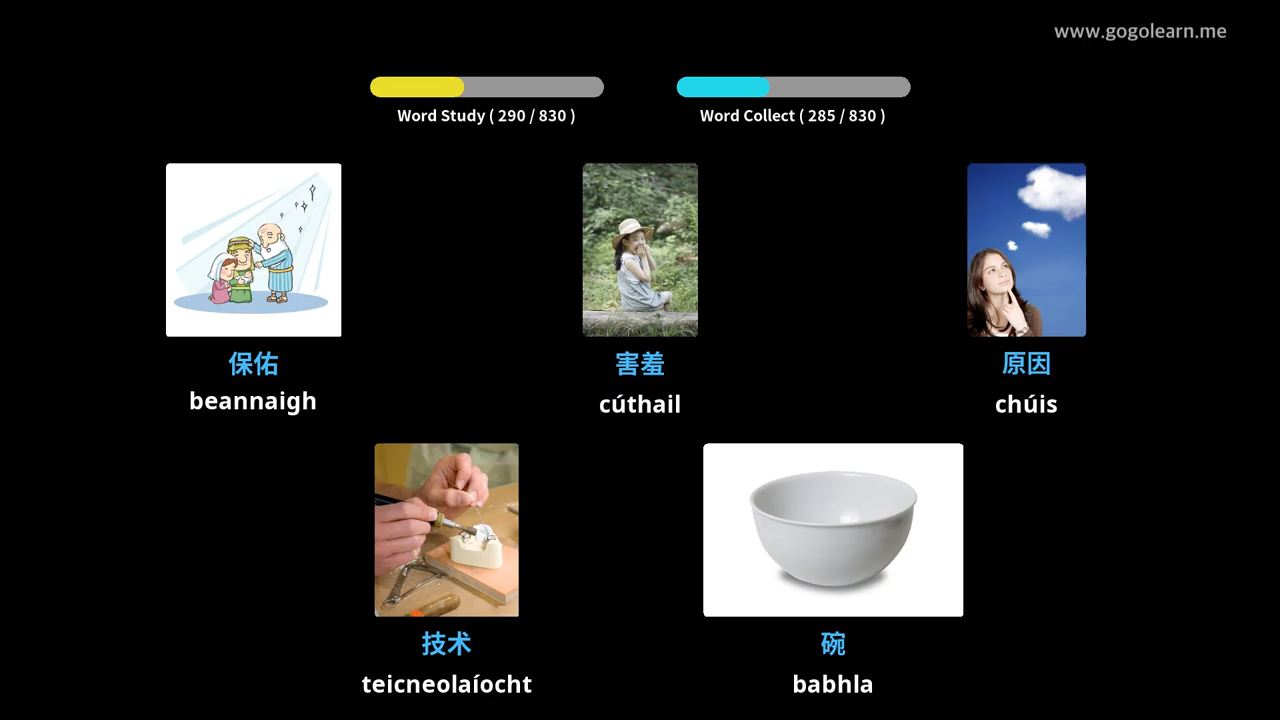 www.gogolearn.me
Word Study ( 290 / 830 )
Word Collect ( 285 / 830 )
保佑
beannaigh
害羞
cúthail
原因
chúis
技术
teicneolaíocht
碗
babhla